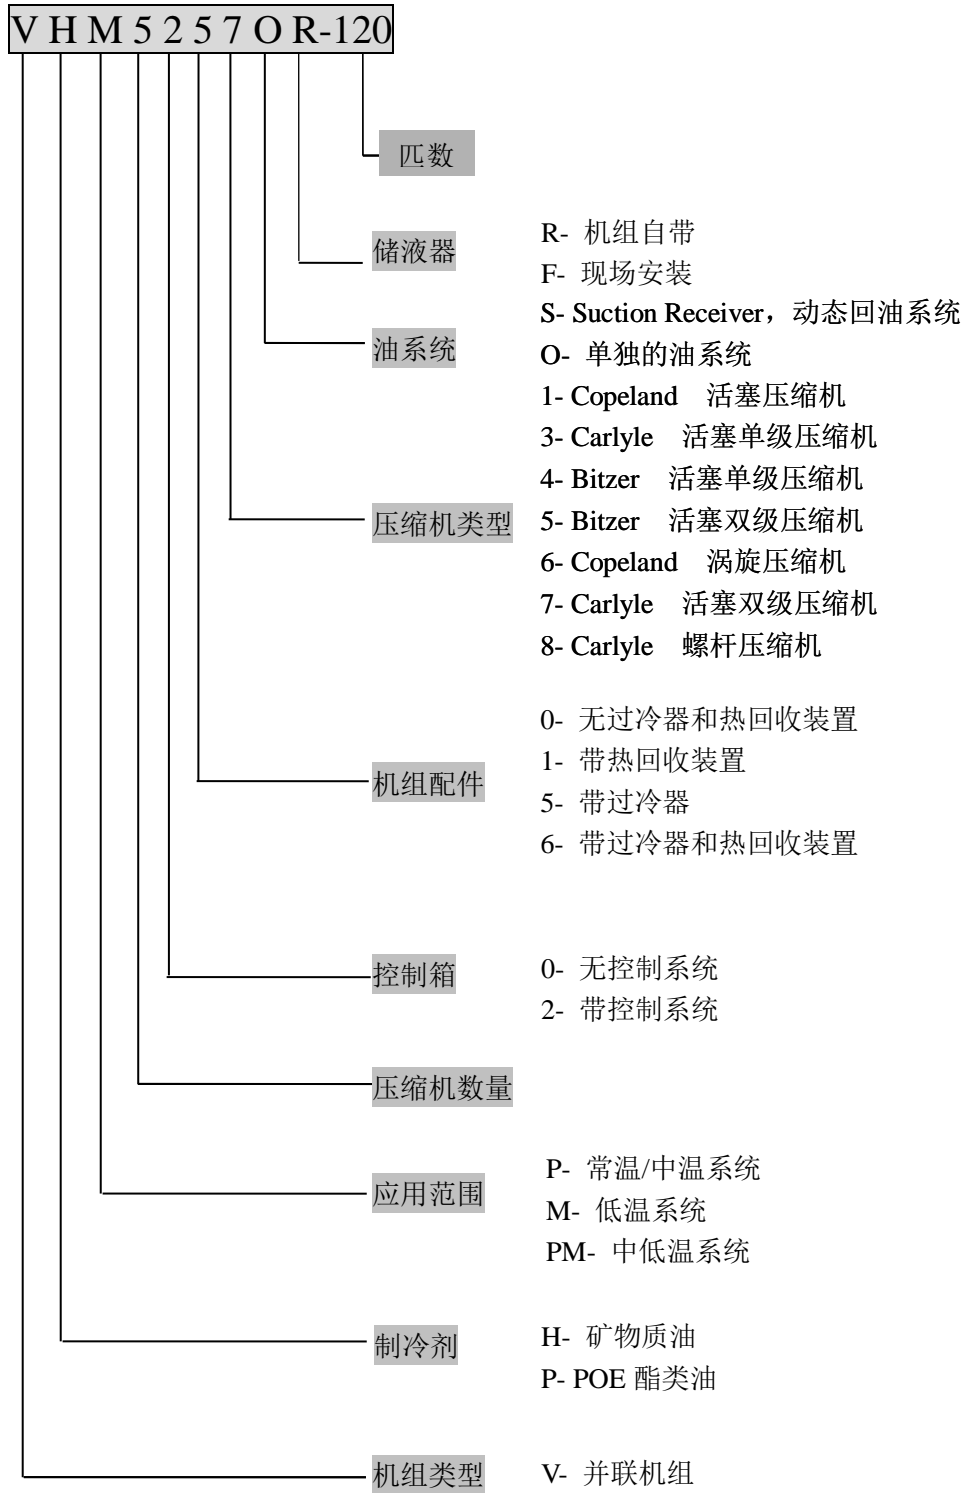 V H M 5 2 5 7 O R-120
匹数
储液器
R- 机组自带
F- 现场安装
油系统
S- Suction Receiver，动态回油系统
O- 单独的油系统
压缩机类型
1- Copeland 活塞压缩机
3- Carlyle 活塞单级压缩机
4- Bitzer 活塞单级压缩机
5- Bitzer 活塞双级压缩机
6- Copeland 涡旋压缩机
7- Carlyle 活塞双级压缩机
8- Carlyle 螺杆压缩机
机组配件
0- 无过冷器和热回收装置
1- 带热回收装置
5- 带过冷器
6- 带过冷器和热回收装置
控制箱
0- 无控制系统
2- 带控制系统
压缩机数量
应用范围
P- 常温/中温系统
M- 低温系统
PM- 中低温系统
制冷剂
H- 矿物质油
P- POE 酯类油
机组类型
V- 并联机组